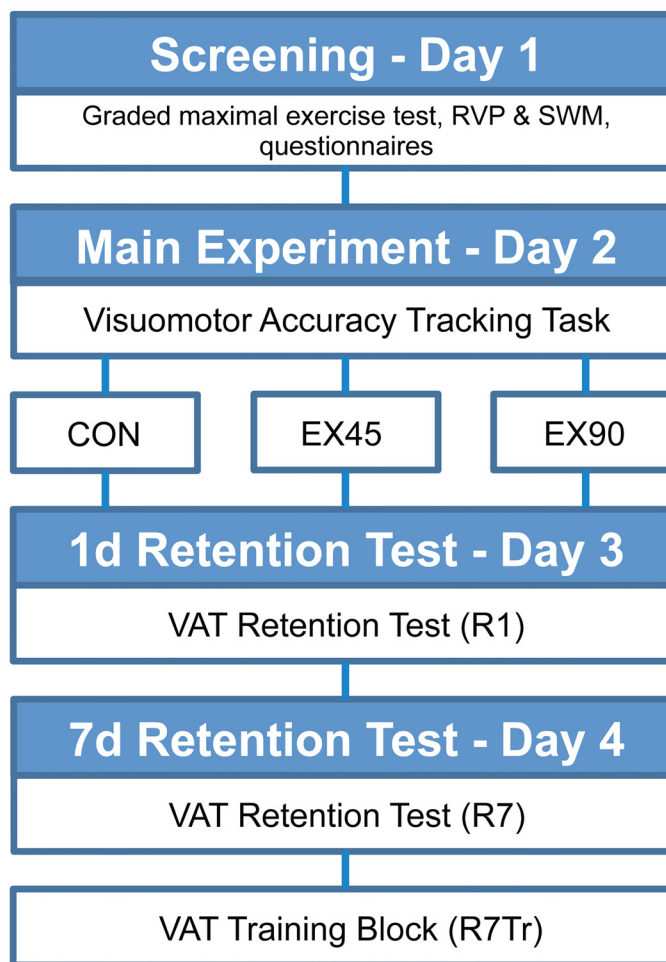 Screening - Day 1
Graded maximal exercise test, RVP & SWM,
questionnaires
Main Experiment - Day 2
Visuomotor Accuracy Tracking Task
CON
EX45
EX90
1d Retention Test - Day 3
VAT Retention Test (R1)
7d Retention Test - Day 4
VAT Retention Test (R7)
VAT Training Block (R7Tr)